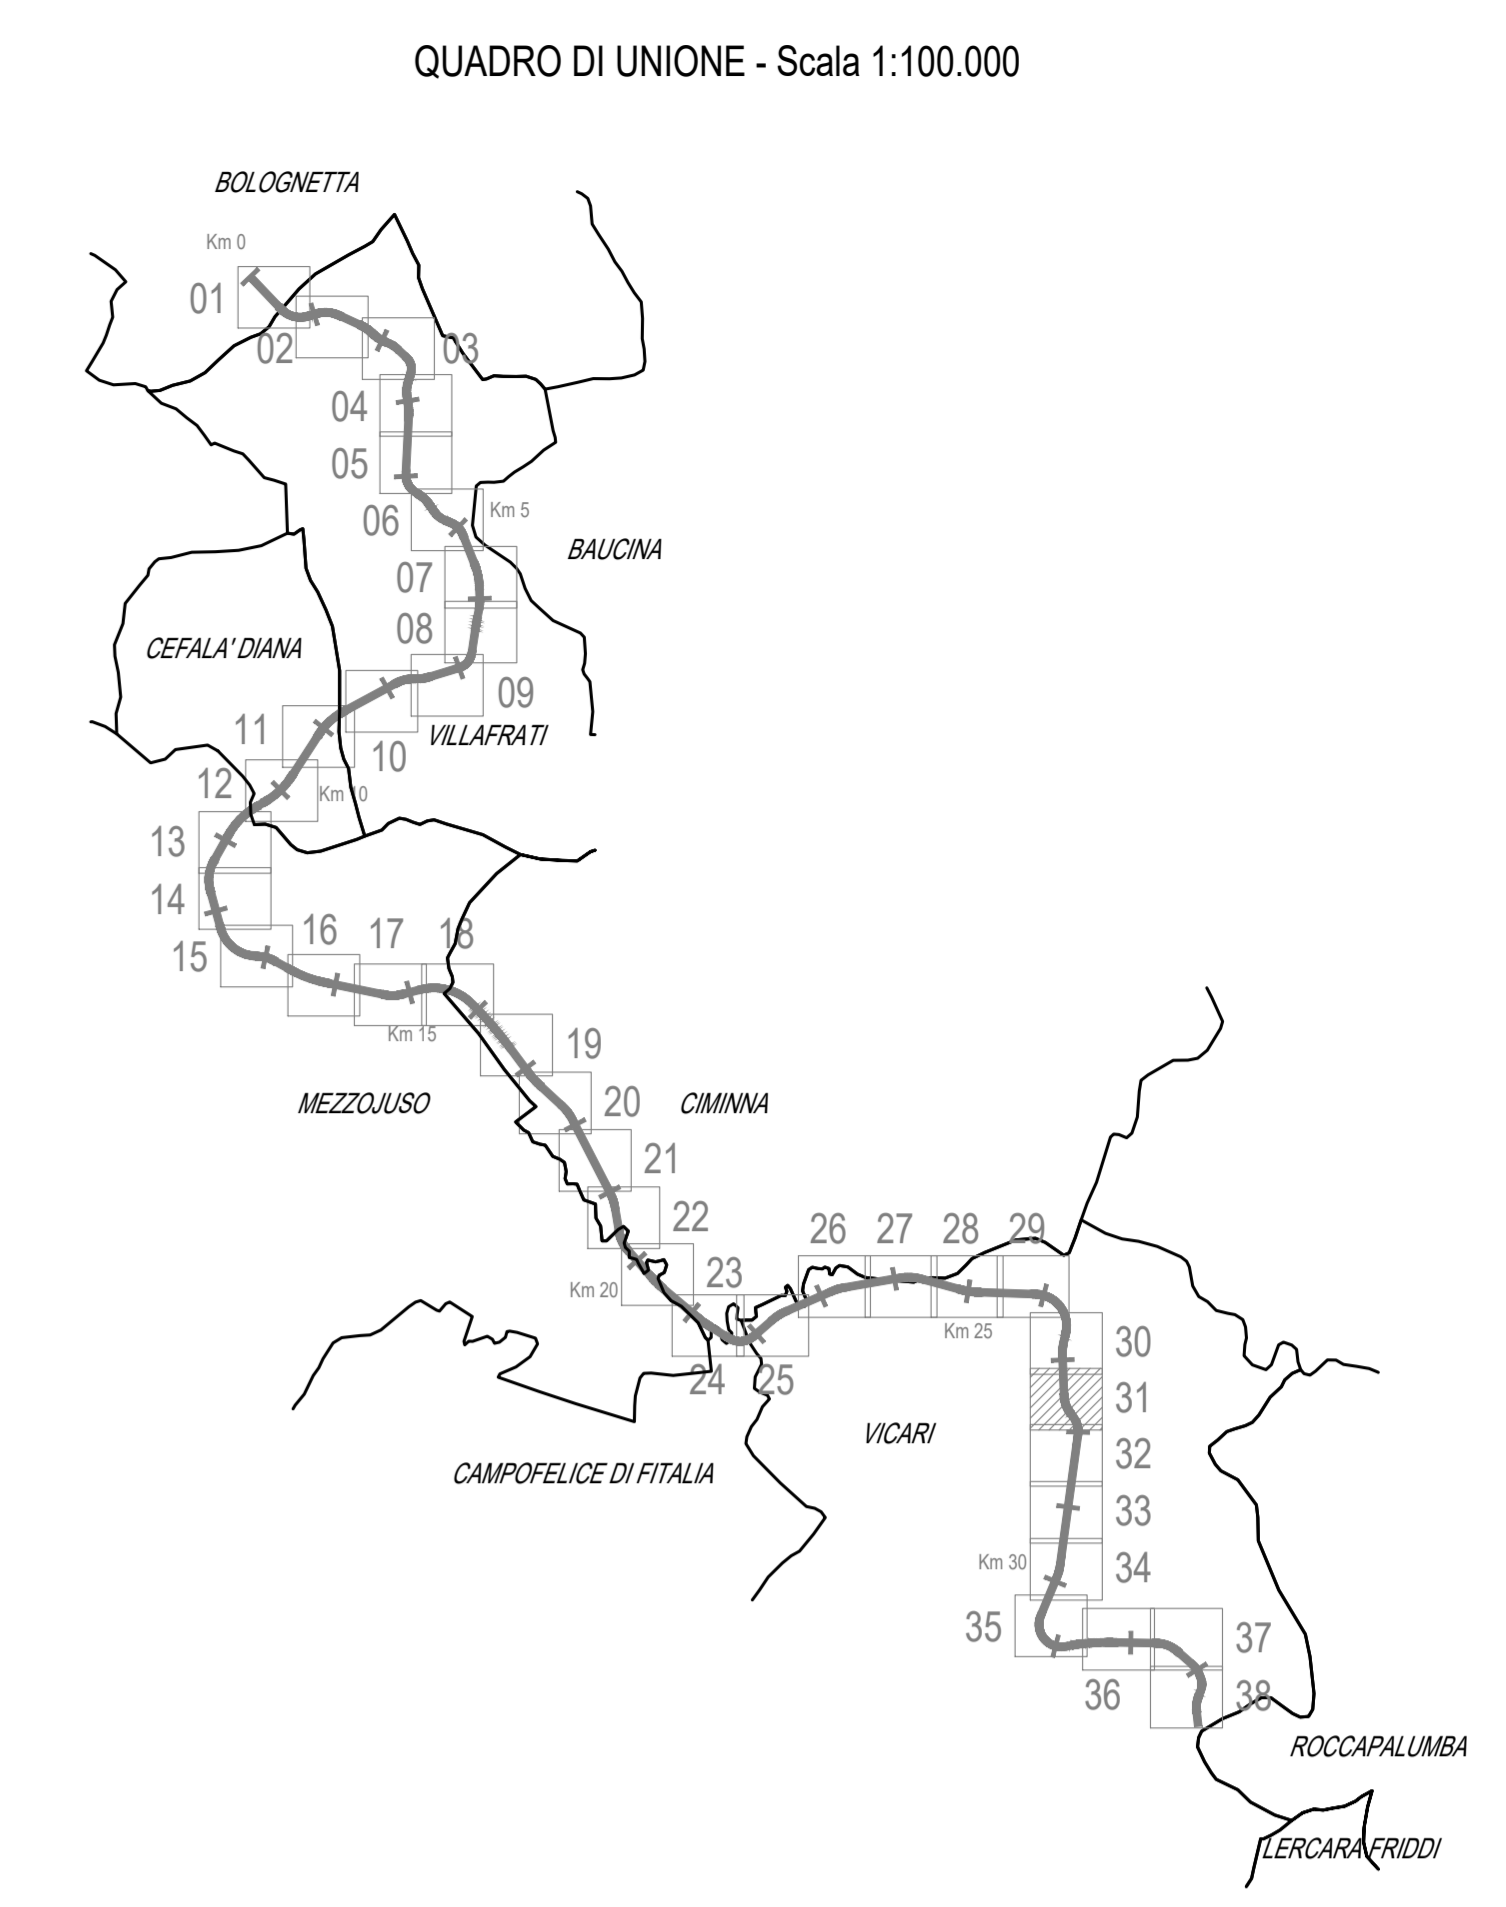 QUADRO DI UNIONE - Scala 1:100.000
BOLOGNETTA
Km 0
01
02
03
04
05
06
Km 5
BAUCINA
07
08
CEFALA' DIANA
09
VILLAFRATI
10
11
12
Km 10
13
14
15
16
17
18
Km 15
19
MEZZOJUSO
CIMINNA
20
21
22
Km 20
23
24
25
26
27
28
29
Km 25
30
31
VICARI
CAMPOFELICE DI FITALIA
32
33
Km 30
34
35
36
37
38
ROCCAPALUMBA
LERCARA FRIDDI